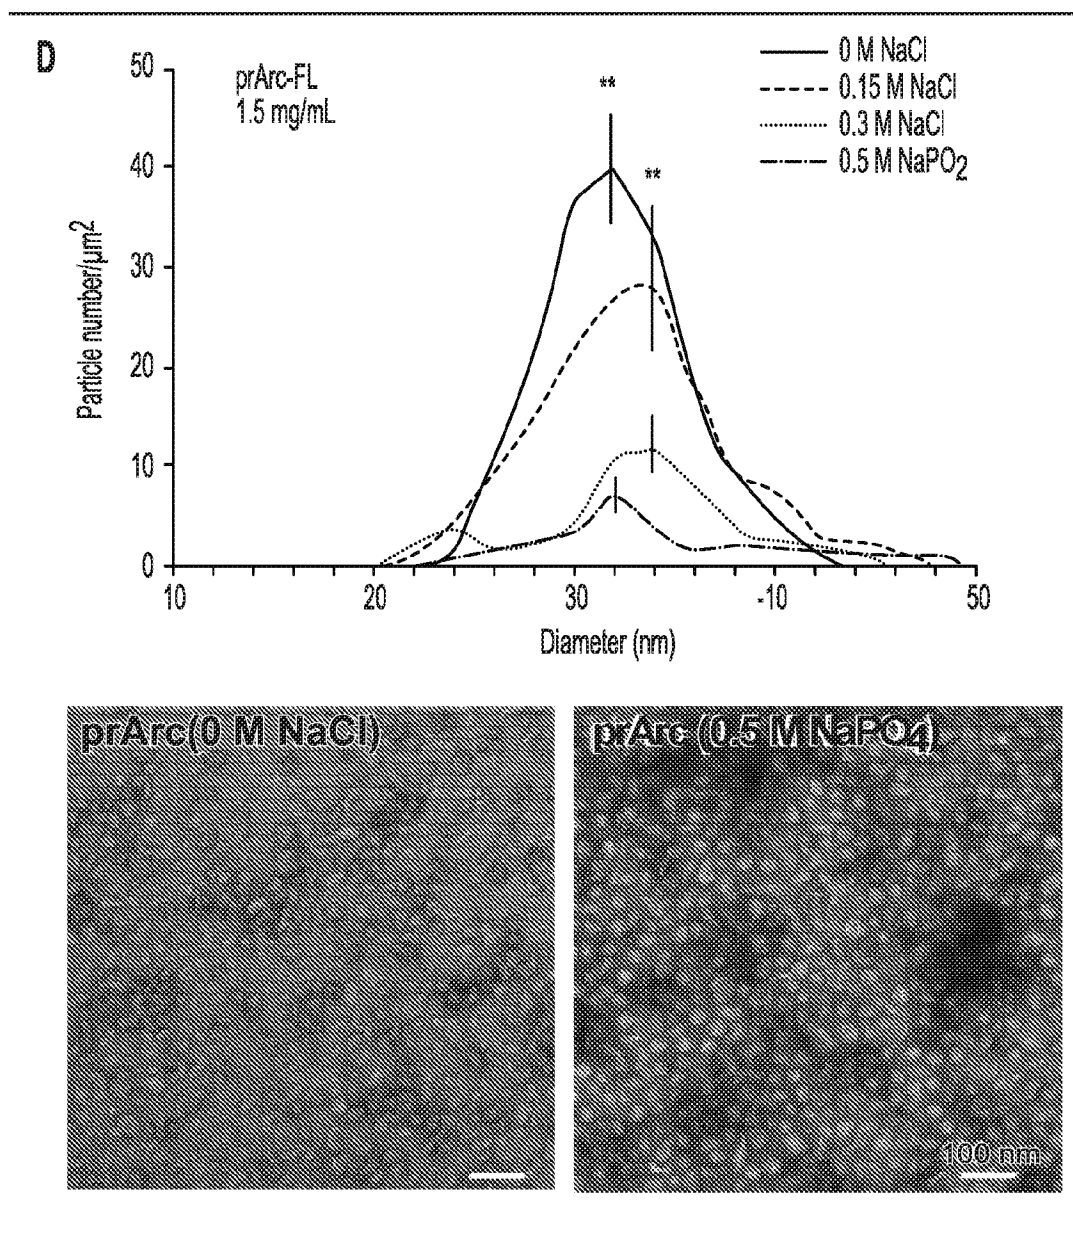 D
prArc-FL
1.5 mg/mL
0 M NaCl
0.15 M NaCl
0.3 M NaCl
0.5 M NaPO2
**
**
50
40
30
20
10
0
Particle number/µm2
10
20
30
-10
50
Diameter (nm)
prArc(0 M NaCl)
prArc (0.5 M NaPO4)
100 nm